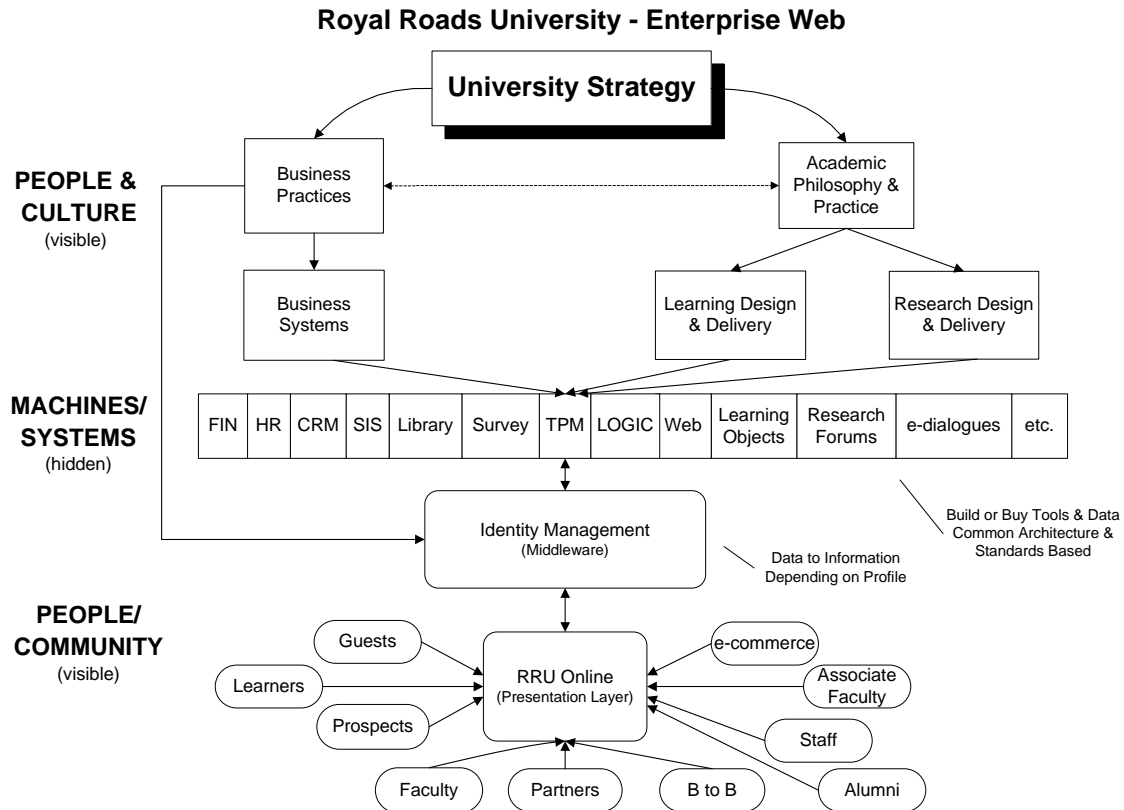 Royal Roads University - Enterprise Web
University Strategy
PEOPLE &
CULTURE
(visible)
Business
Practices
Academic
Philosophy &
Practice
Business
Systems
Learning Design
& Delivery
Research Design
& Delivery
MACHINES/
SYSTEMS
(hidden)
FIN
HR
CRM
SIS
Library
Survey
TPM
LOGIC
Web
Learning
Objects
Research
Forums
e-dialogues
etc.
Identity Management
(Middleware)
Build or Buy Tools & Data
Common Architecture &
Standards Based
Data to Information
Depending on Profile
PEOPLE/
COMMUNITY
(visible)
Guests
Learners
Prospects
RRU Online
(Presentation Layer)
e-commerce
Associate
Faculty
Staff
Faculty
Partners
B to B
Alumni